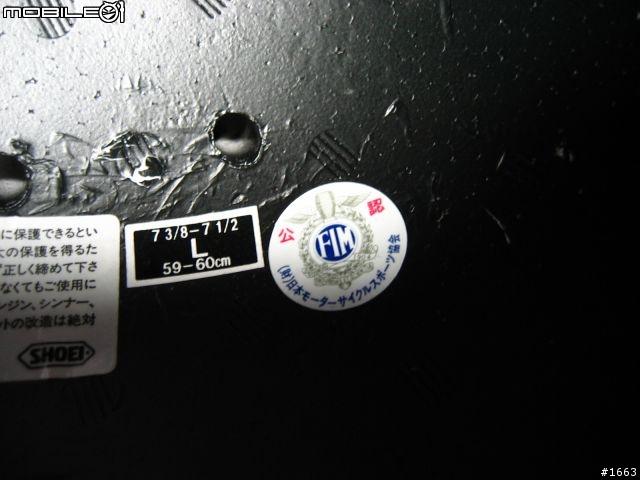 MOBILE01
に保護できるとい
大の保護を得るた
正しく締めて下さ
なくてもご使用に
ンジン、シンナー、
ットの改造は絶対
SHOEI
7 3/8-7 1/2
L
59-60cm
公認
FIM
(財)日本モーターサイクルスポーツ協会
#1663